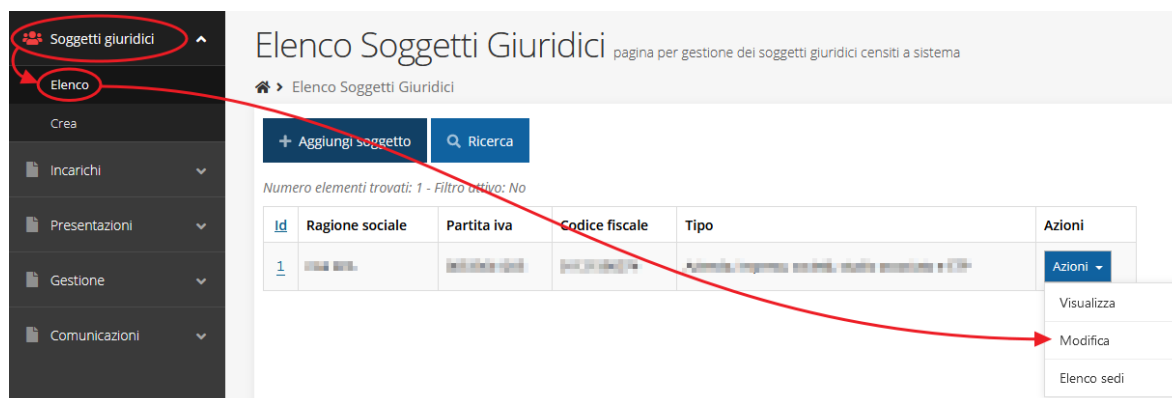 Soggetti giuridici
Elenco
Crea
Incarichi
Presentazioni
Gestione
Comunicazioni
Elenco Soggetti Giuridici pagina per gestione dei soggetti giuridici censiti a sistema
Elenco Soggetti Giuridici
+ Aggiungi soggetto Ricerca
Numero elementi trovati: 1 - Filtro attivo: No
Id Ragione sociale Partita iva Codice fiscale Tipo Azioni
1 Azioni
Visualizza
Modifica
Elenco sedi